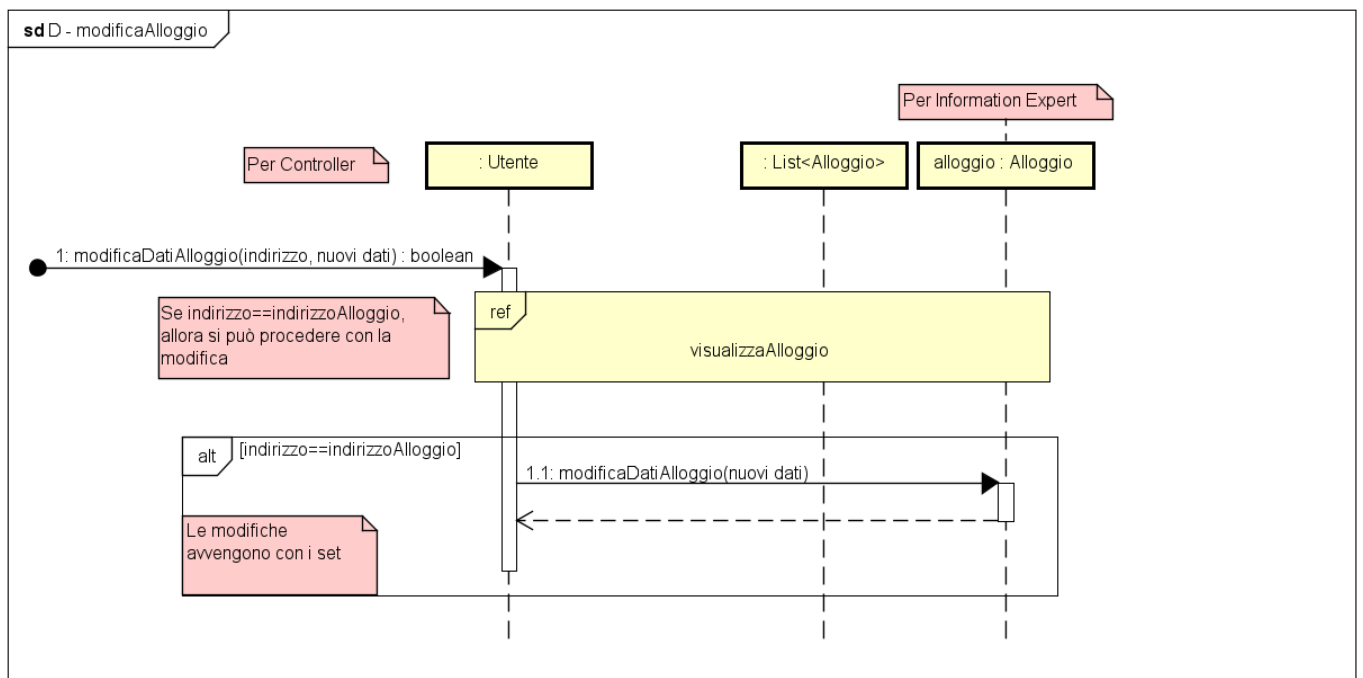 sd D - modificaAlloggio
Per Information Expert
Per Controller
: Utente
: List<Alloggio>
alloggio : Alloggio
1: modificaDatiAlloggio(indirizzo, nuovi dati) : boolean
Se indirizzo==indirizzoAlloggio,
allora si può procedere con la
modifica
ref
visualizzaAlloggio
alt
[indirizzo==indirizzoAlloggio]
1.1: modificaDatiAlloggio(nuovi dati)
Le modifiche
avvengono con i set